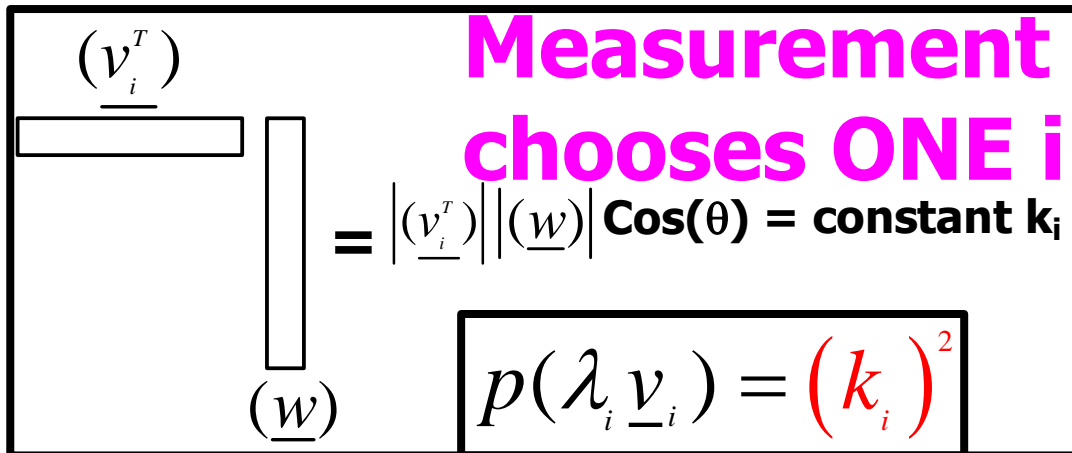 (v_i^T)
Measurement
chooses ONE i
= |(v_i^T)| |(w)| Cos(θ) = constant k_i
(w)
p(λ_i v_i) = (k_i)^2